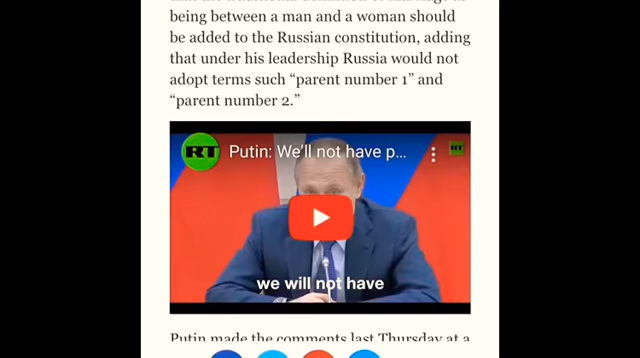 being between a man and a woman should
be added to the Russian constitution, adding
that under his leadership Russia would not
adopt terms such “parent number 1” and
“parent number 2.”
RT
Putin: We'll not have p...
RT
we will not have
Putin made the comments last Thursday at a